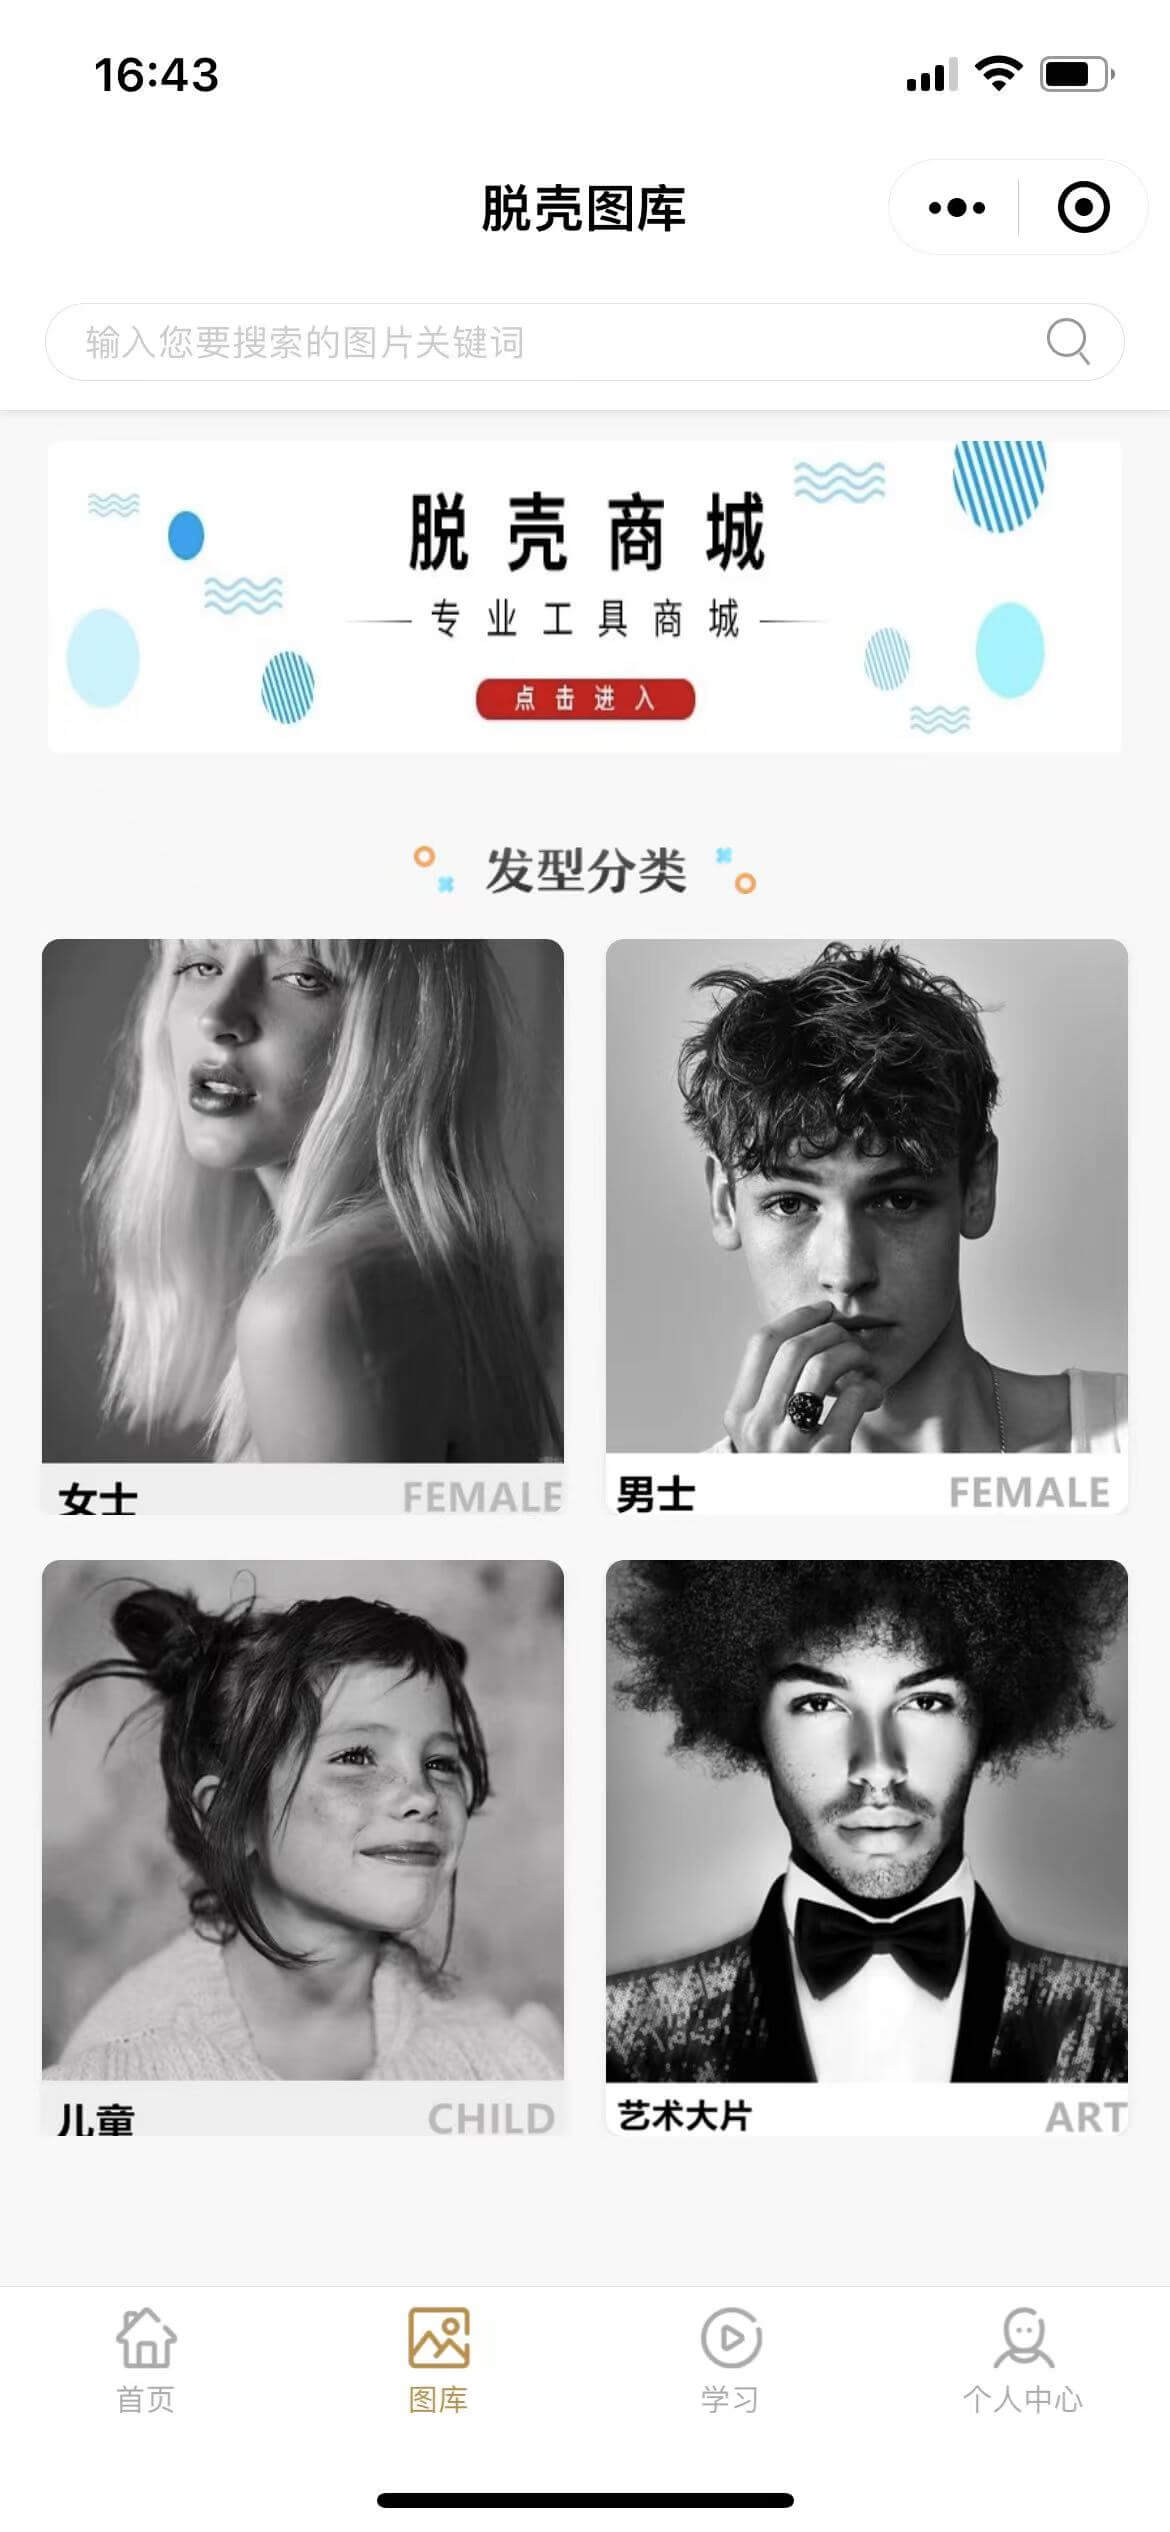 16:43
脱壳图库
输入您要搜索的图片关键词
脱壳商城
专业工具商城
点击进入
发型分类
女士 FEMALE
男士 FEMALE
儿童 CHILD
艺术大片 ART
首页 图库 学习 个人中心